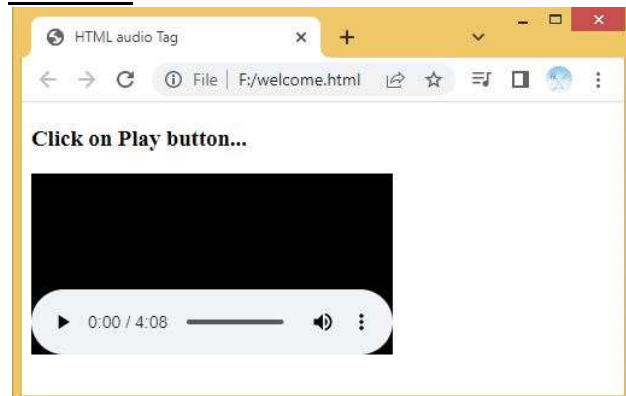 HTML audio Tag
File | F:/welcome.html
Click on Play button...
0:00 / 4:08